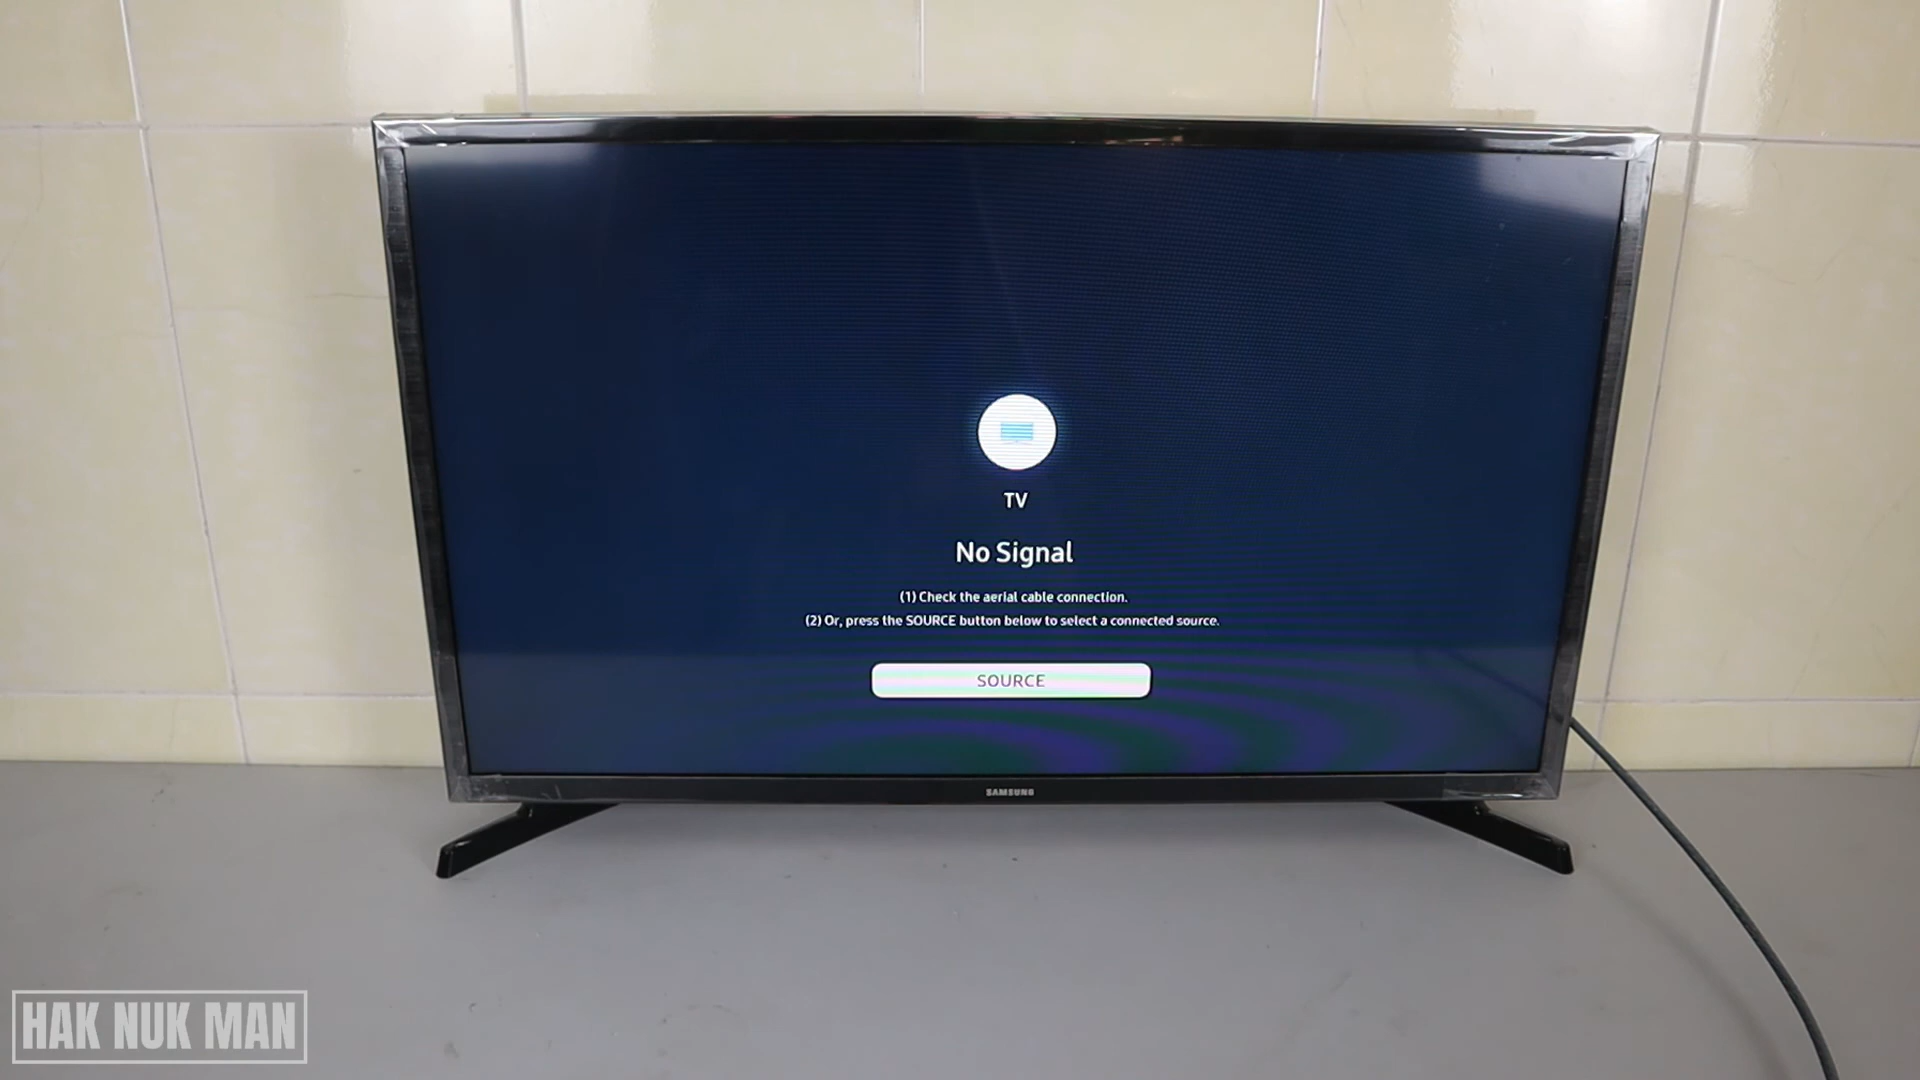 TV
No Signal
(1) Check the aerial cable connection.
(2) Or, press the SOURCE button below to select a connected source.
SOURCE
SAMSUNG
HAK NUK MAN